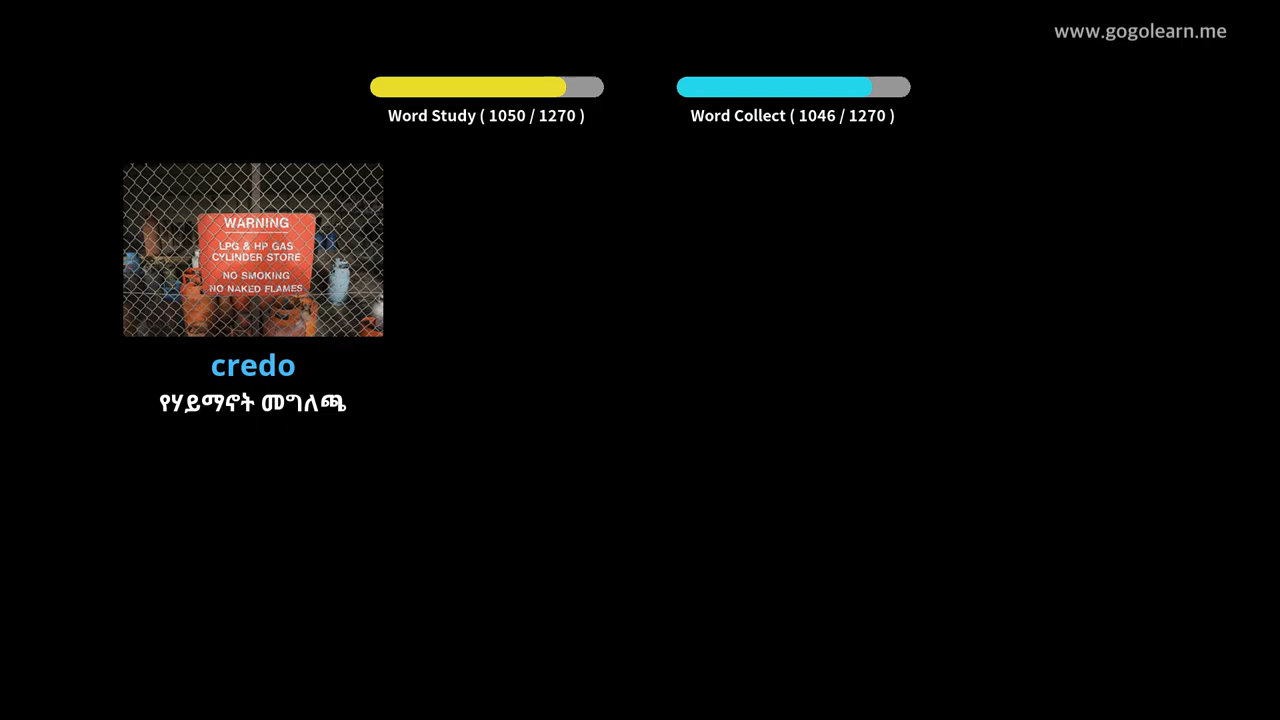 www.gogolearn.me
Word Study ( 1050 / 1270 )
Word Collect ( 1046 / 1270 )
WARNING
LPG & HP GAS
CYLINDER STORE
NO SMOKING
NO NAKED FLAMES
credo
የሃይማኖት መግለጫ